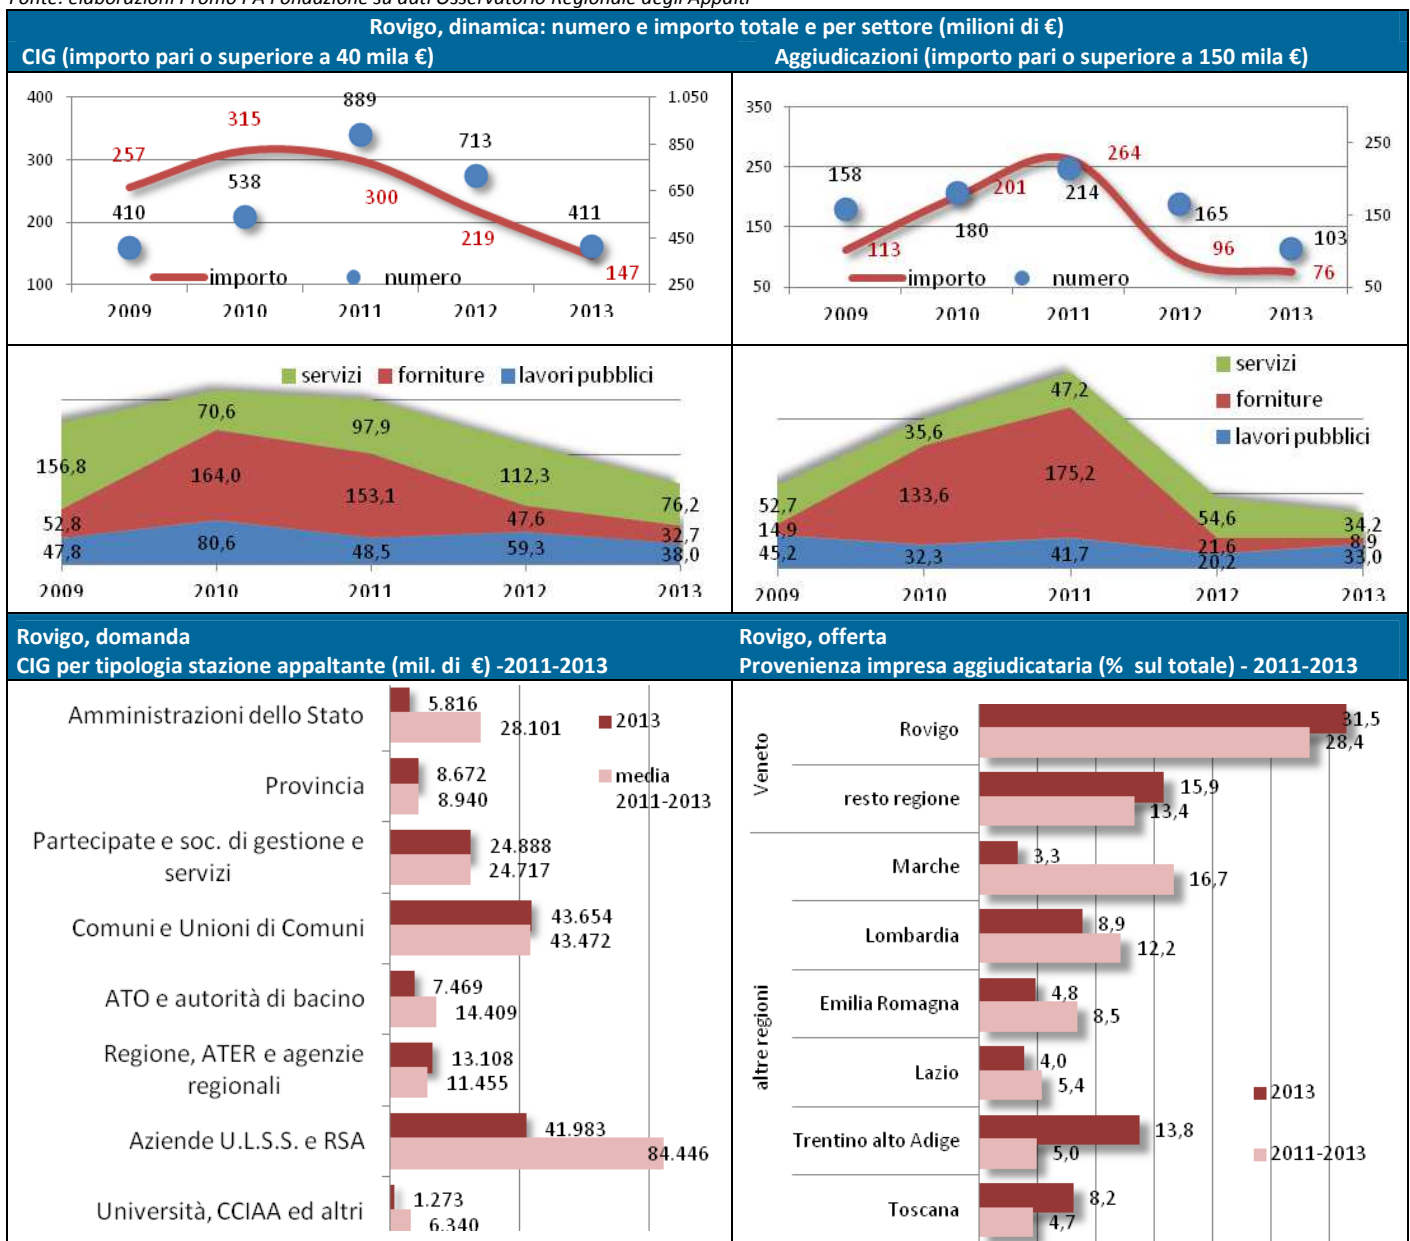 Fonte: elaborazioni Promo PA Fondazione su dati Osservatorio Regionale degli Appalti
Rovigo, dinamica: numero e importo totale e per settore (milioni di €)
CIG (importo pari o superiore a 40 mila €)
Aggiudicazioni (importo pari o superiore a 150 mila €)
400
300
200
100
1.050
850
650
450
250
257
315
300
219
147
410
538
889
713
411
importo
numero
2009 2010 2011 2012 2013
350
250
150
50
250
150
50
158
180
214
165
103
113
201
264
96
76
importo
numero
2009 2010 2011 2012 2013
servizi forniture lavori pubblici
156,8 70,6 97,9 112,3 76,2
52,8 164,0 153,1 47,6 32,7
47,8 80,6 48,5 59,3 38,0
2009 2010 2011 2012 2013
servizi
forniture
lavori pubblici
52,7 35,6 47,2 54,6 34,2
14,9 133,6 175,2 21,6 8,9
45,2 32,3 41,7 20,2 33,0
2009 2010 2011 2012 2013
Rovigo, domanda
CIG per tipologia stazione appaltante (mil. di €) -2011-2013
Rovigo, offerta
Provenienza impresa aggiudicataria (% sul totale) - 2011-2013
Amministrazioni dello Stato
5.816
28.101
Provincia
8.672
8.940
Partecipate e soc. di gestione e
servizi
24.888
24.717
Comuni e Unioni di Comuni
43.654
43.472
ATO e autorità di bacino
7.469
14.409
Regione, ATER e agenzie
regionali
13.108
11.455
Aziende U.L.S.S. e RSA
41.983
84.446
Università, CCIAA ed altri
1.273
6.340
2013
media
2011-2013
Veneto
Rovigo
31,5
28,4
resto regione
15,9
13,4
altre regioni
Marche
3,3
16,7
Lombardia
8,9
12,2
Emilia Romagna
4,8
8,5
Lazio
4,0
5,4
Trentino alto Adige
13,8
5,0
Toscana
8,2
4,7
2013
2011-2013